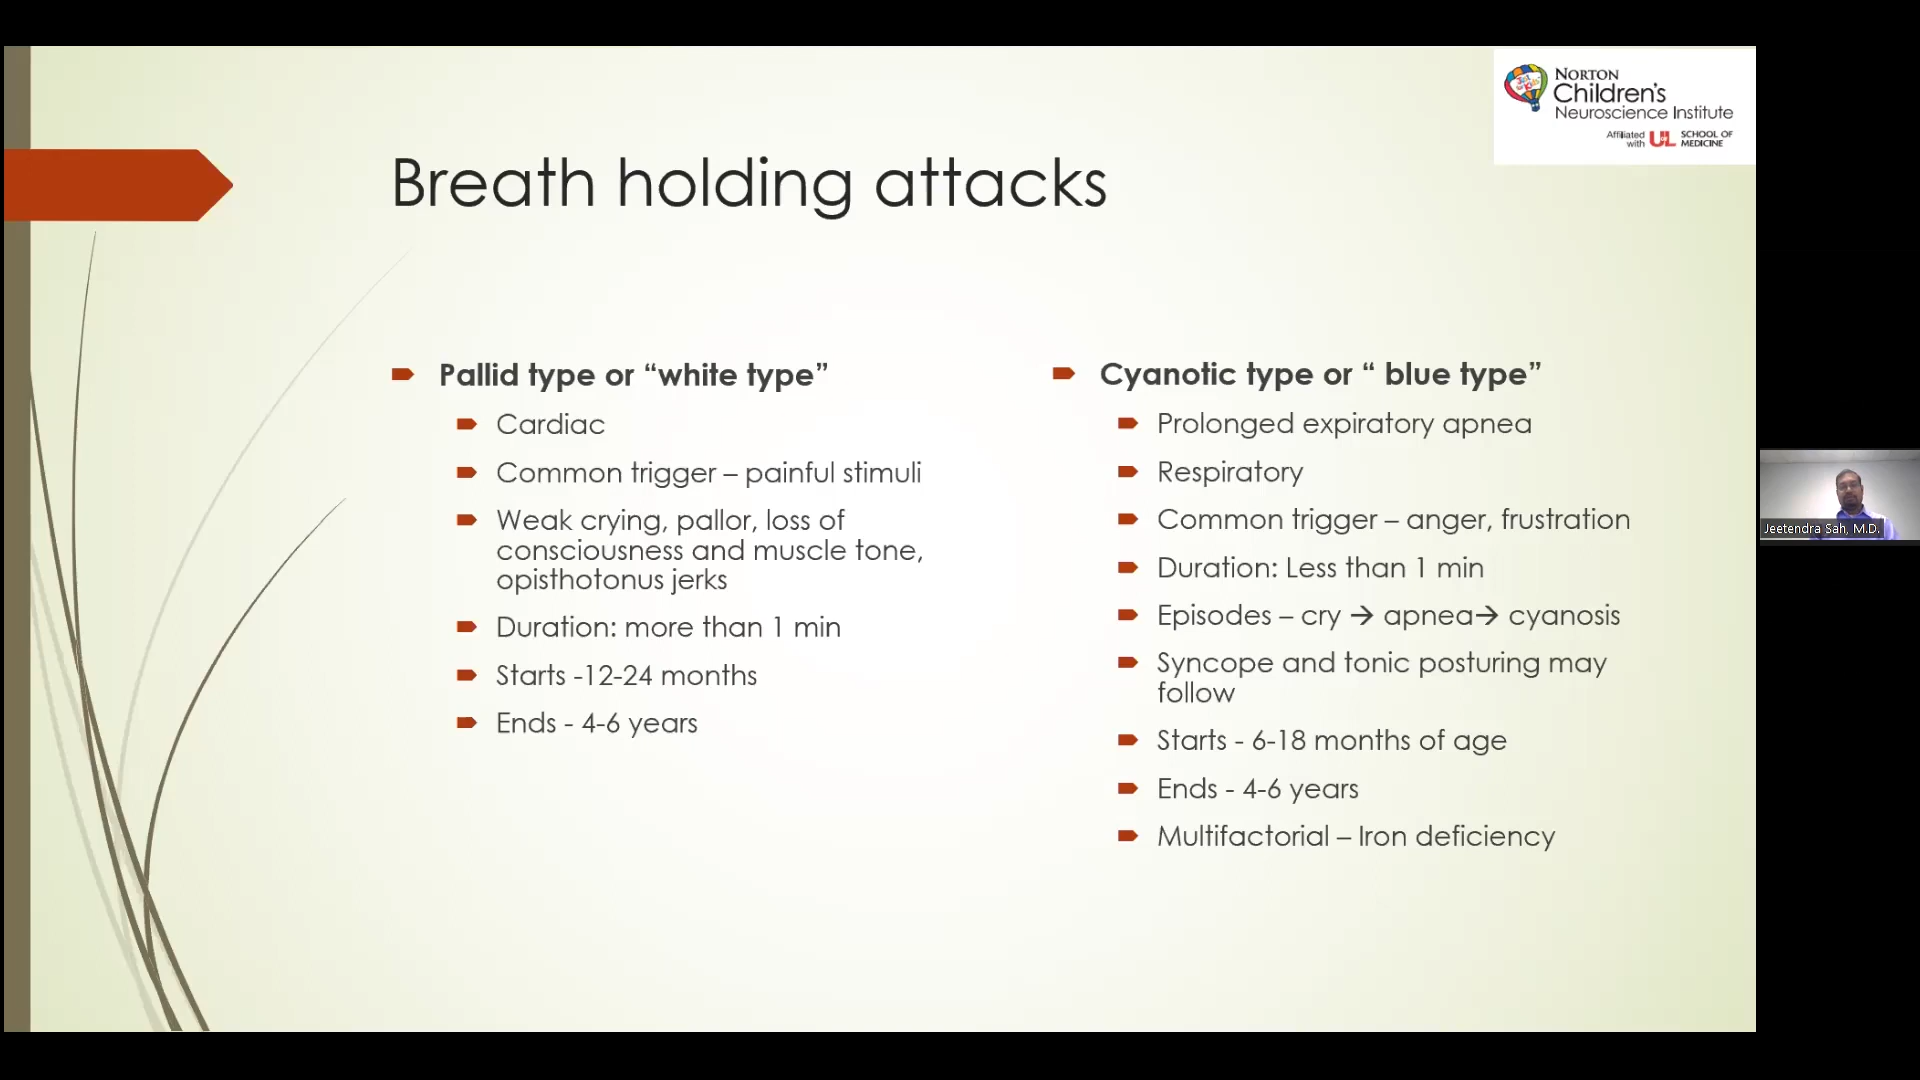 NORTON
Children's
Neuroscience Institute
Affiliated
with
UL
SCHOOL OF
MEDICINE
Just
for
Kids
Breath holding attacks
Pallid type or “white type”
Cardiac
Common trigger – painful stimuli
Weak crying, pallor, loss of
consciousness and muscle tone,
opisthotonus jerks
Duration: more than 1 min
Starts -12-24 months
Ends - 4-6 years
Cyanotic type or “ blue type”
Prolonged expiratory apnea
Respiratory
Common trigger – anger, frustration
Duration: Less than 1 min
Episodes – cry → apnea→ cyanosis
Syncope and tonic posturing may
follow
Starts - 6-18 months of age
Ends - 4-6 years
Multifactorial – Iron deficiency
Jeetendra Sah, M.D.